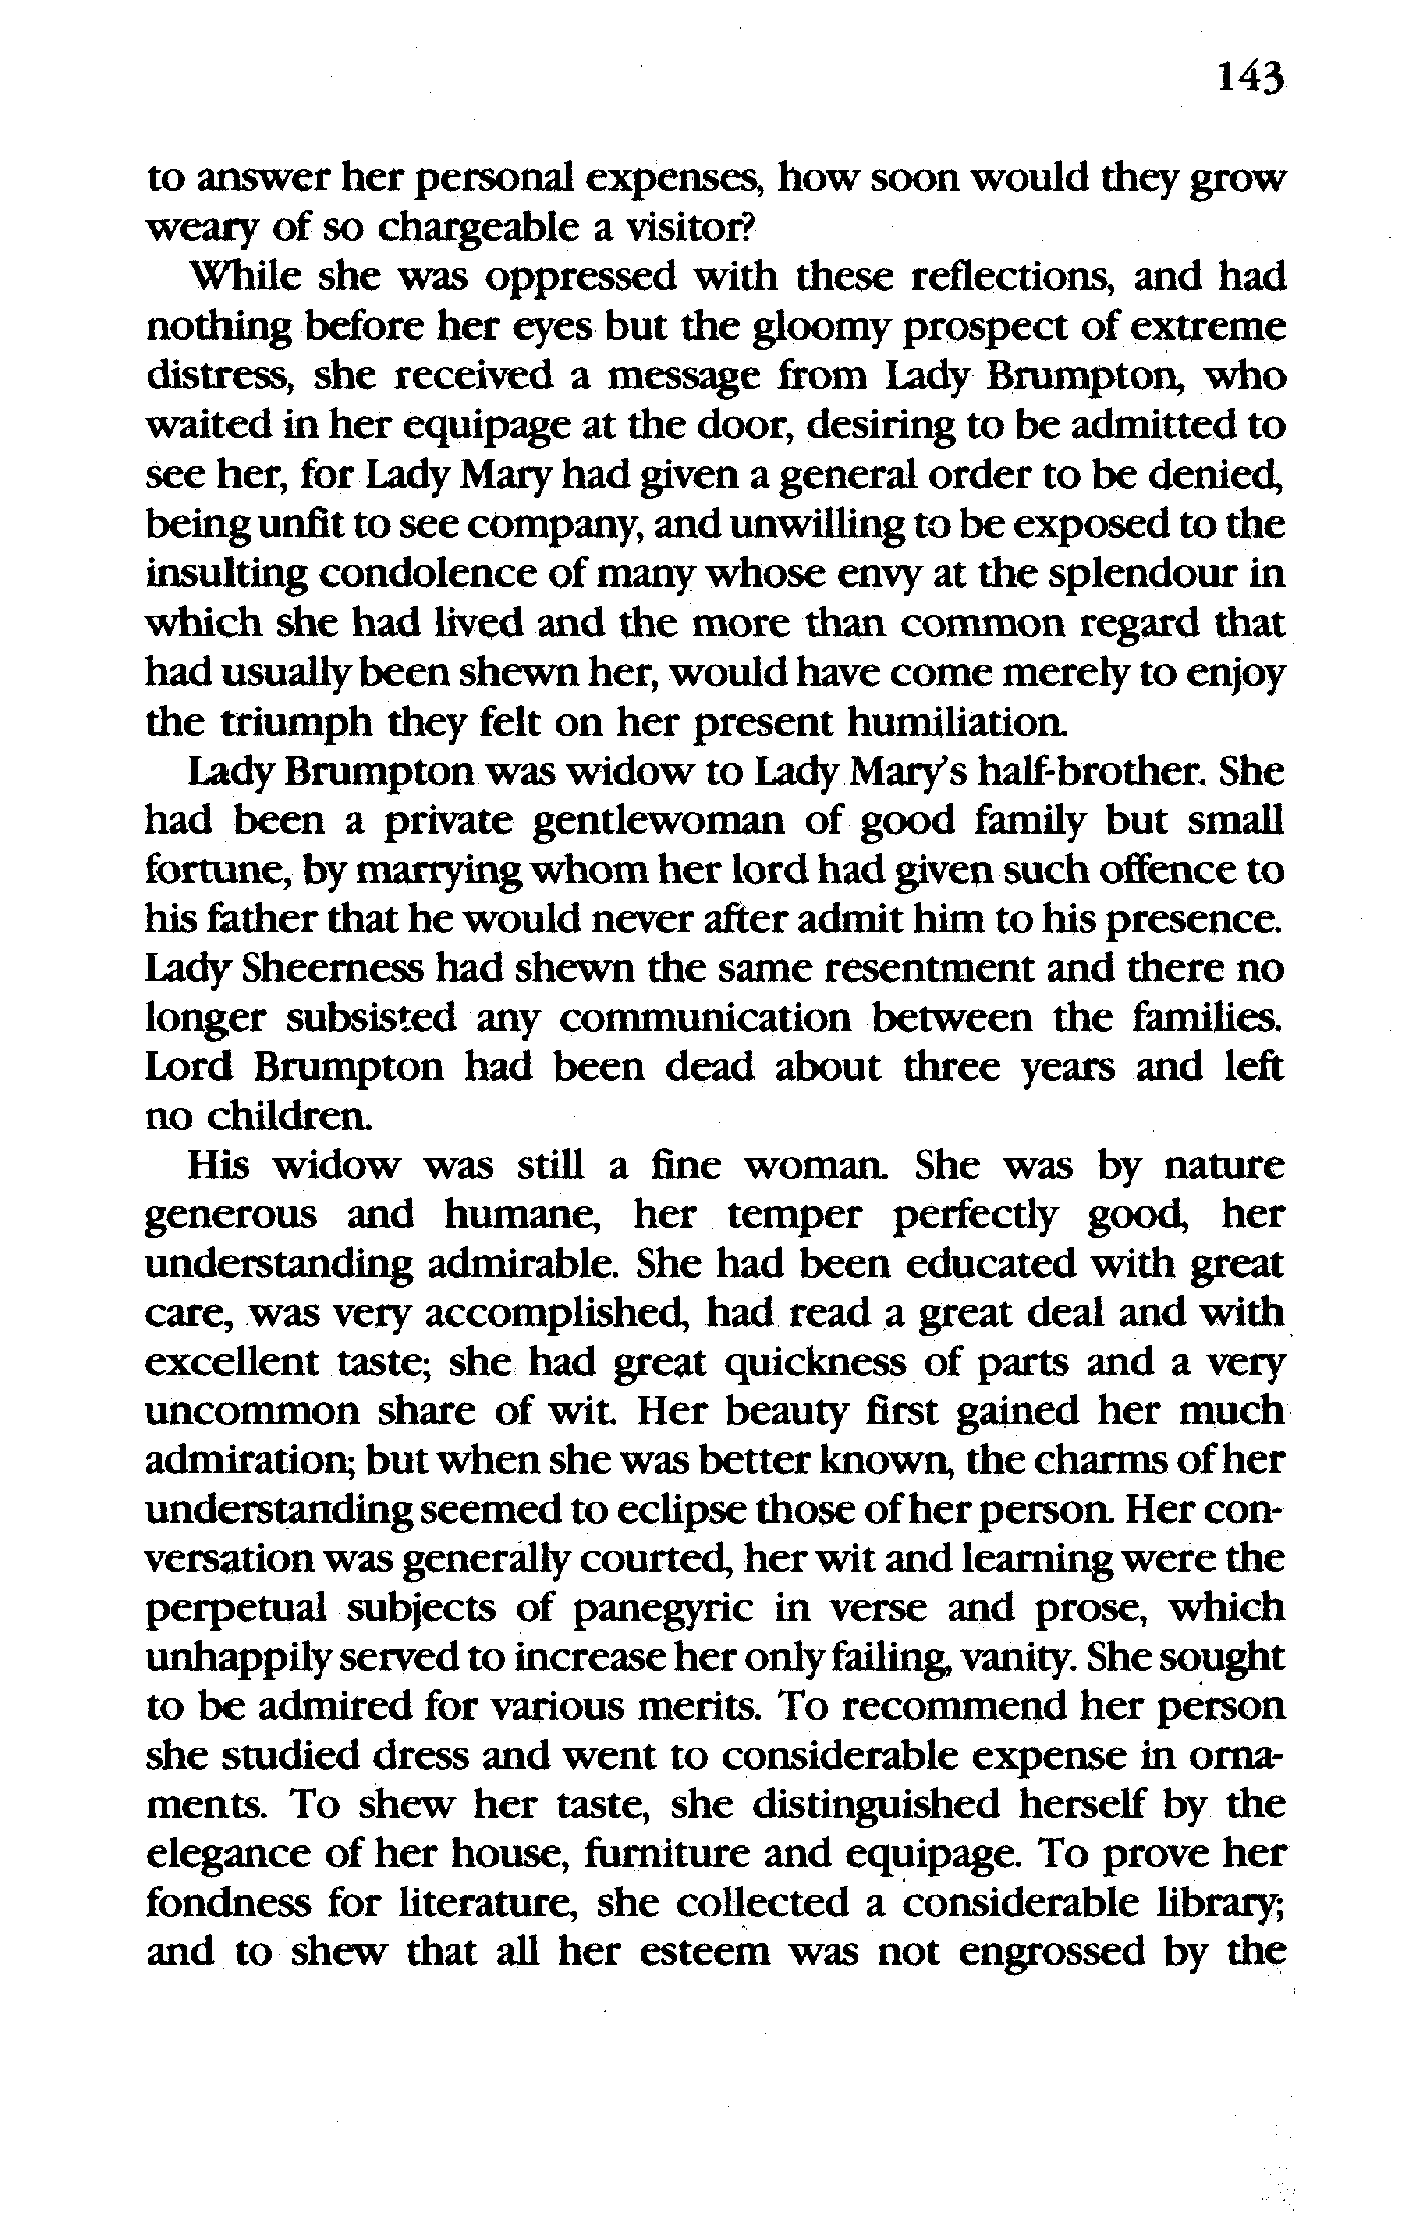 143
to answer her personal expenses, how soon would they grow
weary of so chargeable a visitor?
While she was oppressed with these reflections, and had
nothing before her eyes but the gloomy prospect of extreme
distress, she received a message from Lady Brumpton, who
waited in her equipage at the door, desiring to be admitted to
see her, for Lady Mary had given a general order to be denied,
being unfit to see company, and unwilling to be exposed to the
insulting condolence of many whose envy at the splendour in
which she had lived and the more than common regard that
had usually been shewn her, would have come merely to enjoy
the triumph they felt on her present humiliation.
Lady Brumpton was widow to Lady Mary's half-brother. She
had been a private gentlewoman of good family but small
fortune, by marrying whom her lord had given such offence to
his father that he would never after admit him to his presence.
Lady Sheerness had shewn the same resentment and there no
longer subsisted any communication between the families.
Lord Brumpton had been dead about three years and left
no children.
His widow was still a fine woman. She was by nature
generous and humane, her temper perfectly good, her
understanding admirable. She had been educated with great
care, was very accomplished, had read a great deal and with
excellent taste; she had great quickness of parts and a very
uncommon share of wit. Her beauty first gained her much
admiration; but when she was better known, the charms of her
understanding seemed to eclipse those of her person. Her con-
versation was generally courted, her wit and learning were the
perpetual subjects of panegyric in verse and prose, which
unhappily served to increase her only failing, vanity. She sought
to be admired for various merits. To recommend her person
she studied dress and went to considerable expense in orna-
ments. To shew her taste, she distinguished herself by the
elegance of her house, furniture and equipage. To prove her
fondness for literature, she collected a considerable library;
and to shew that all her esteem was not engrossed by the